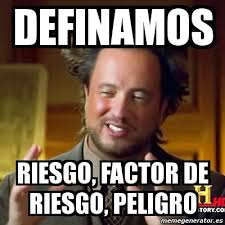 DEFINAMOS
RIESGO, FACTOR DE
RIESGO, PELIGRO
H
memegenerator.es